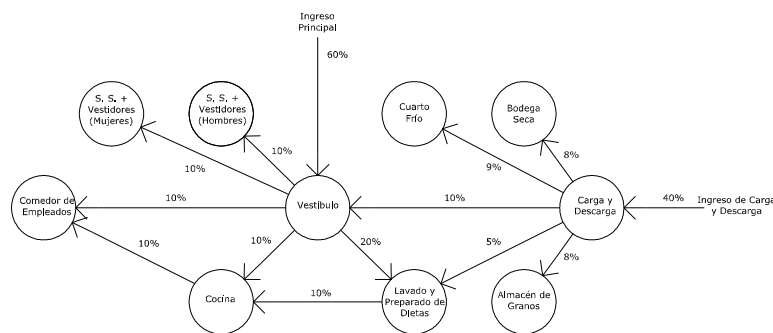 Ingreso
Principal
60%
S. S. +
Vestidores
(Mujeres)
S. S. +
Vestidores
(Hombres)
Cuarto
Frío
Bodega
Seca
10%
10%
9%
8%
Comedor de
Empleados
10%
Vestíbulo
10%
Carga y
Descarga
40%
Ingreso de Carga
y Descarga
10%
10%
20%
5%
8%
Cocina
10%
Lavado y
Preparado de
Dietas
Almacén de
Granos